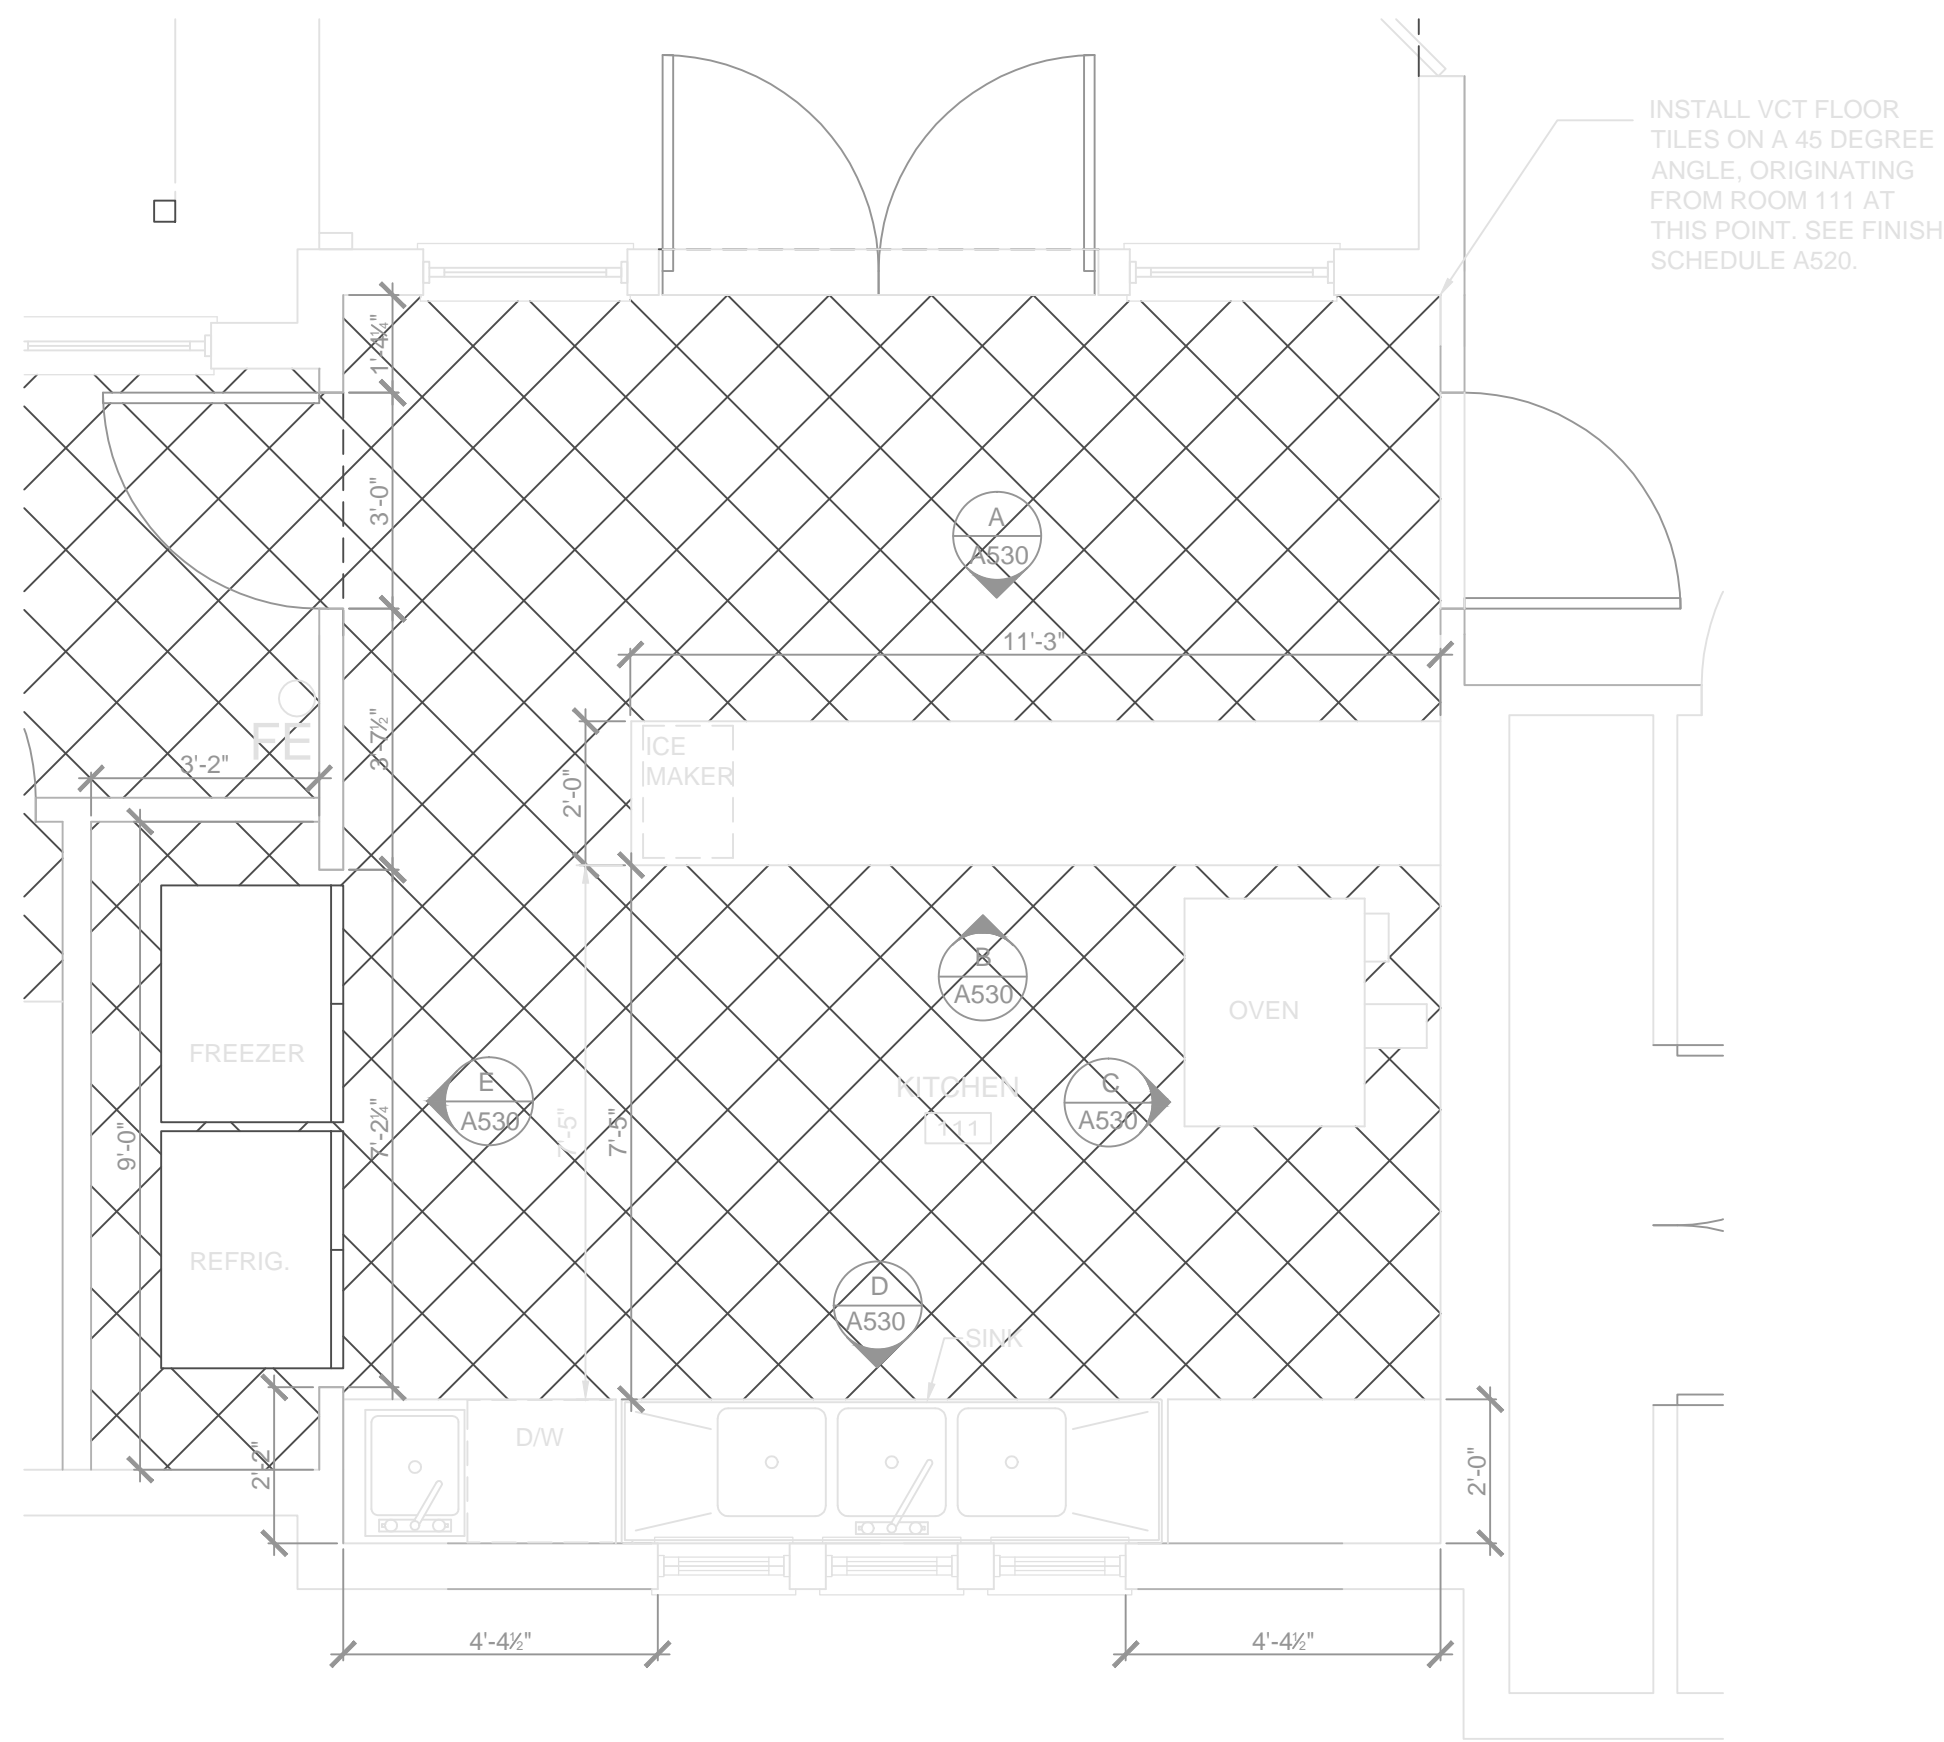 INSTALL VCT FLOOR
TILES ON A 45 DEGREE
ANGLE, ORIGINATING
FROM ROOM 111 AT
THIS POINT. SEE FINISH
SCHEDULE A520.
1'-4¼"
3'-0"
A
A530
11'-3"
FE
3'-2"
3'-7½"
ICE
MAKER
2'-0"
B
A530
OVEN
FREEZER
E
A530
KITCHEN
111
C
A530
9'-0"
7'-2¼"
7'-5"
7'-5"
REFRIG.
D
A530
SINK
D/W
2'-2"
2'-0"
4'-4½"
4'-4½"